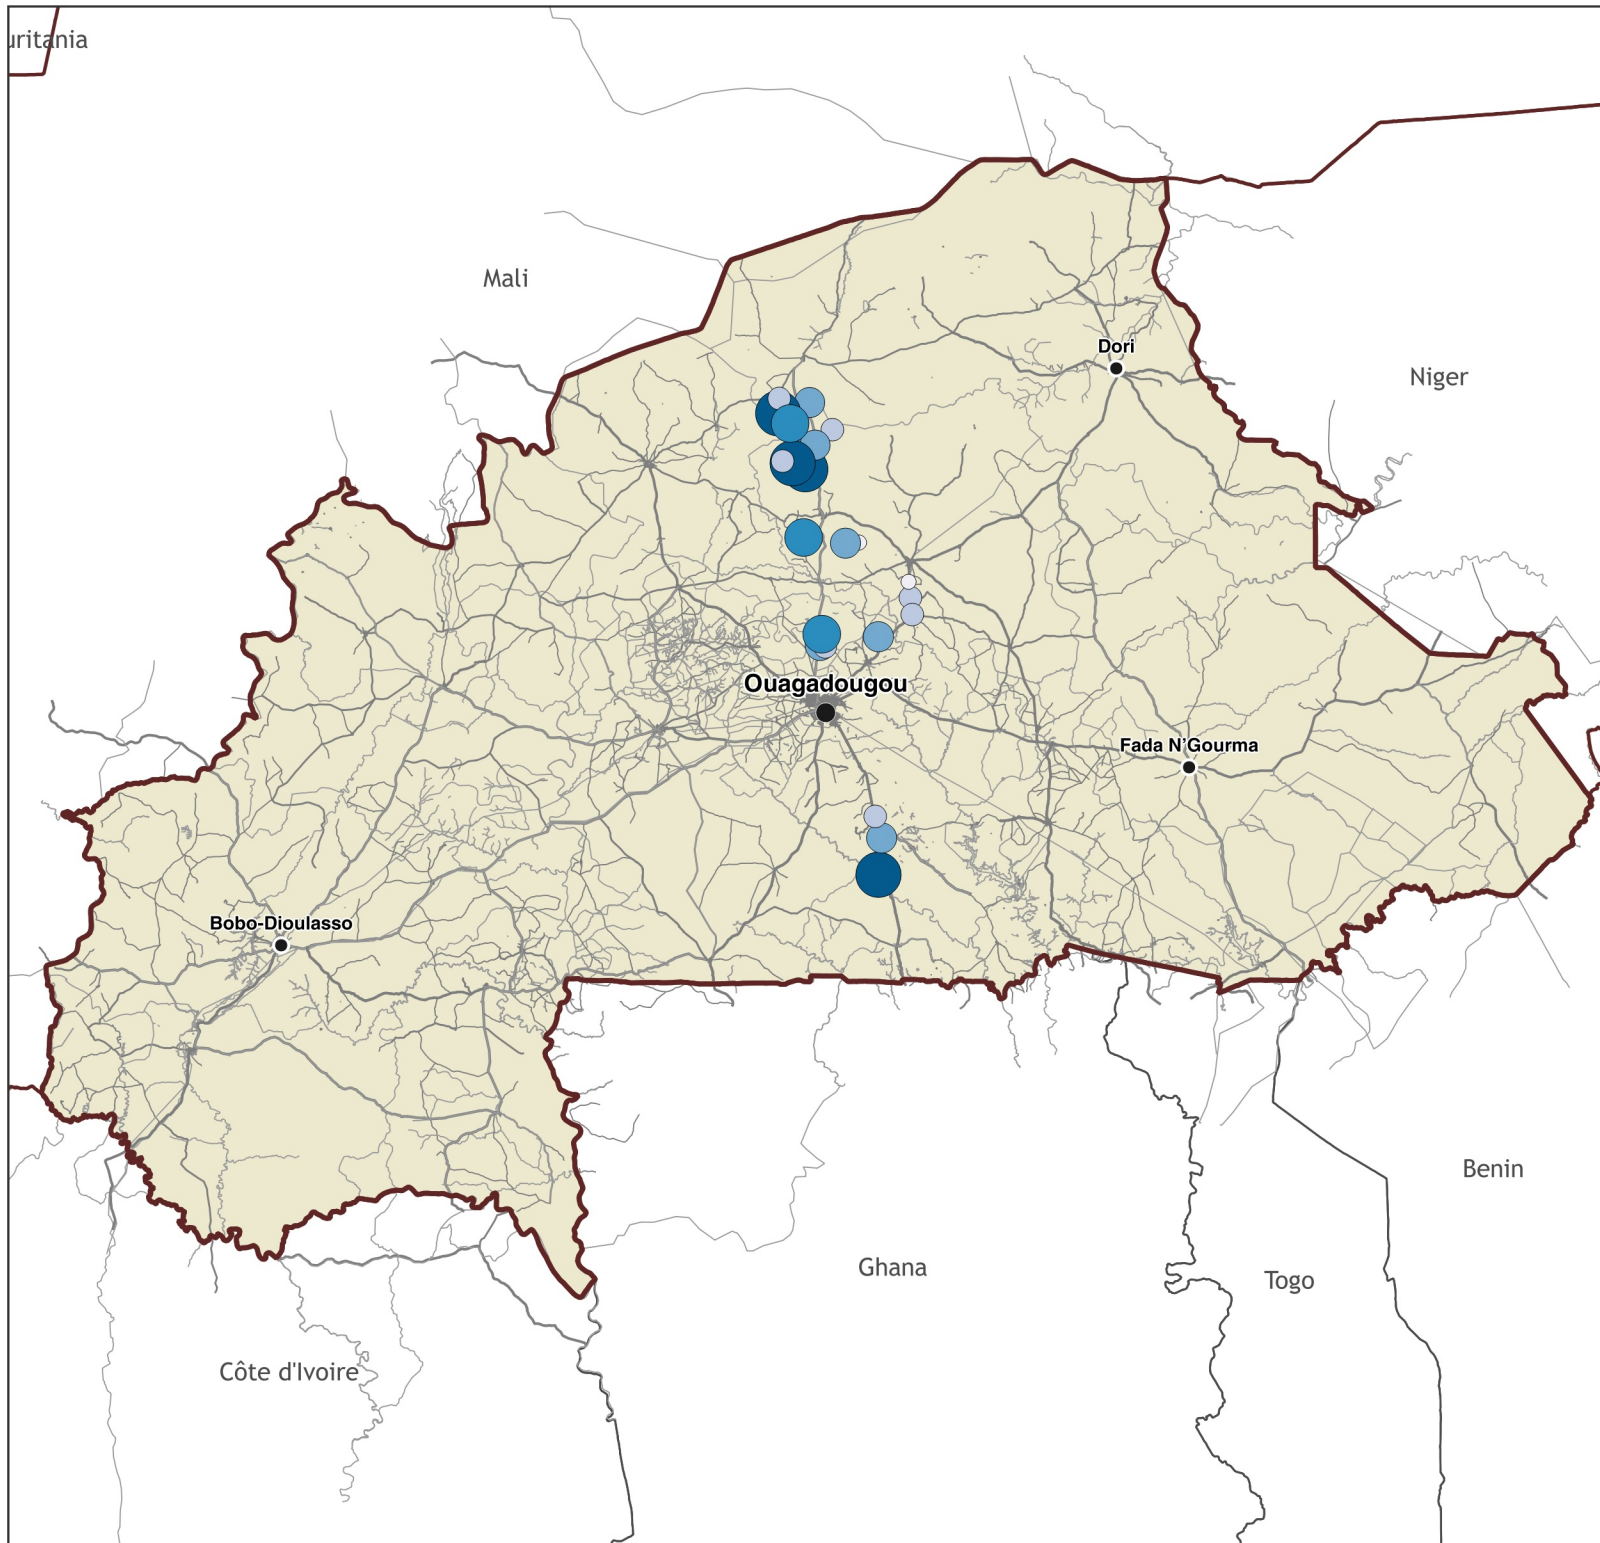 uritania
Mali
Dori
Niger
Ouagadougou
Fada N'Gourma
Bobo-Dioulasso
Benin
Ghana
Togo
Côte d'Ivoire